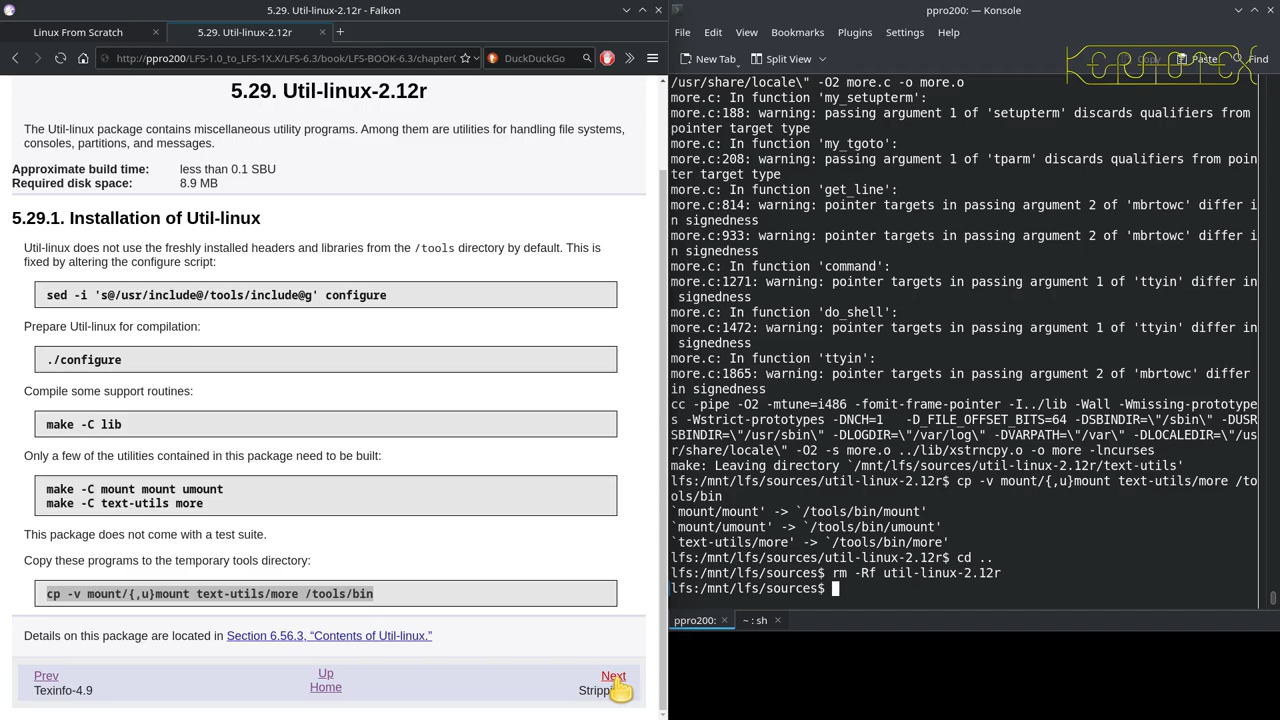 5.29. Util-linux-2.12r - Falkon
Linux From Scratch
5.29. Util-linux-2.12r
http://ppro200/LFS-1.0_to_LFS-1X.X/LFS-6.3/book/LFS-BOOK-6.3/chapter(
DuckDuckGo
5.29. Util-linux-2.12r
The Util-linux package contains miscellaneous utility programs. Among them are utilities for handling file systems,
consoles, partitions, and messages.
Approximate build time: less than 0.1 SBU
Required disk space: 8.9 MB
5.29.1. Installation of Util-linux
Util-linux does not use the freshly installed headers and libraries from the /tools directory by default. This is
fixed by altering the configure script:
sed -i 's@/usr/include@/tools/include@g' configure
Prepare Util-linux for compilation:
./configure
Compile some support routines:
make -C lib
Only a few of the utilities contained in this package need to be built:
make -C mount mount umount
make -C text-utils more
This package does not come with a test suite.
Copy these programs to the temporary tools directory:
cp -v mount/{,u}mount text-utils/more /tools/bin
Details on this package are located in Section 6.56.3, “Contents of Util-linux.”
Prev
Up
Next
Texinfo-4.9
Home
ppro200: — Konsole
File Edit View Bookmarks Plugins Settings Help
New Tab
Split View
Copy
Paste
Find
/usr/share/locale\" -O2 more.c -o more.o
more.c: In function 'my_setupterm':
more.c:188: warning: passing argument 1 of 'setupterm' discards qualifiers from
pointer target type
more.c: In function 'my_tgoto':
more.c:208: warning: passing argument 1 of 'tparm' discards qualifiers from poin
ter target type
more.c: In function 'get_line':
more.c:814: warning: pointer targets in passing argument 2 of 'mbrtowc' differ i
n signedness
more.c:933: warning: pointer targets in passing argument 2 of 'mbrtowc' differ i
n signedness
more.c: In function 'command':
more.c:1271: warning: pointer targets in passing argument 1 of 'ttyin' differ in
signedness
more.c: In function 'do_shell':
more.c:1472: warning: pointer targets in passing argument 1 of 'ttyin' differ in
signedness
more.c: In function 'ttyin':
more.c:1865: warning: pointer targets in passing argument 2 of 'mbrtowc' differ
in signedness
cc -pipe -O2 -mtune=i486 -fomit-frame-pointer -I../lib -Wall -Wmissing-prototype
s -Wstrict-prototypes -DNCH=1   -D_FILE_OFFSET_BITS=64 -DSBINDIR=\"/sbin\" -DUSR
SBINDIR=\"/usr/sbin\" -DLOGDIR=\"/var/log\" -DVARPATH=\"/var\" -DLOCALEDIR=\"/us
r/share/locale\" -O2 -s more.o ../lib/xstrncpy.o -o more -lncurses
make: Leaving directory `/mnt/lfs/sources/util-linux-2.12r/text-utils'
lfs:/mnt/lfs/sources/util-linux-2.12r$ cp -v mount/{,u}mount text-utils/more /to
ols/bin
`mount/mount' -> `/tools/bin/mount'
`mount/umount' -> `/tools/bin/umount'
`text-utils/more' -> `/tools/bin/more'
lfs:/mnt/lfs/sources/util-linux-2.12r$ cd ..
lfs:/mnt/lfs/sources$ rm -Rf util-linux-2.12r
lfs:/mnt/lfs/sources$
ppro200:
~ : sh